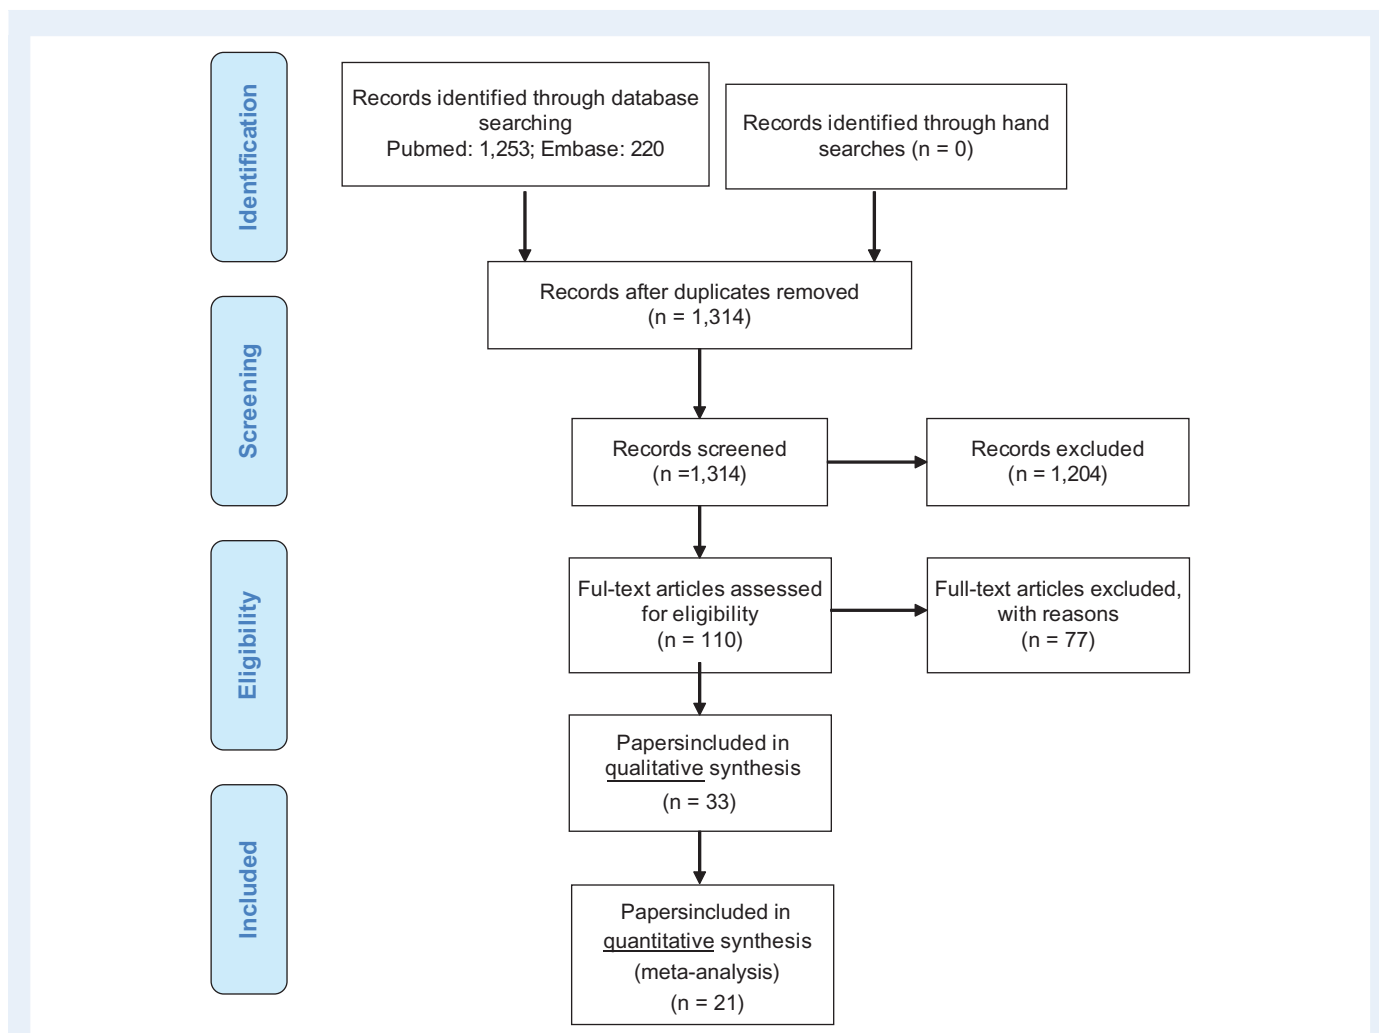 Identification
Records identified through database
searching
Pubmed: 1,253; Embase: 220
Records identified through hand
searches (n = 0)
Records after duplicates removed
(n = 1,314)
Screening
Records screened
(n =1,314)
Records excluded
(n = 1,204)
Eligibility
Ful-text articles assessed
for eligibility
(n = 110)
Full-text articles excluded,
with reasons
(n = 77)
Papersincluded in
qualitative synthesis
(n = 33)
Included
Papersincluded in
quantitative synthesis
(meta-analysis)
(n = 21)